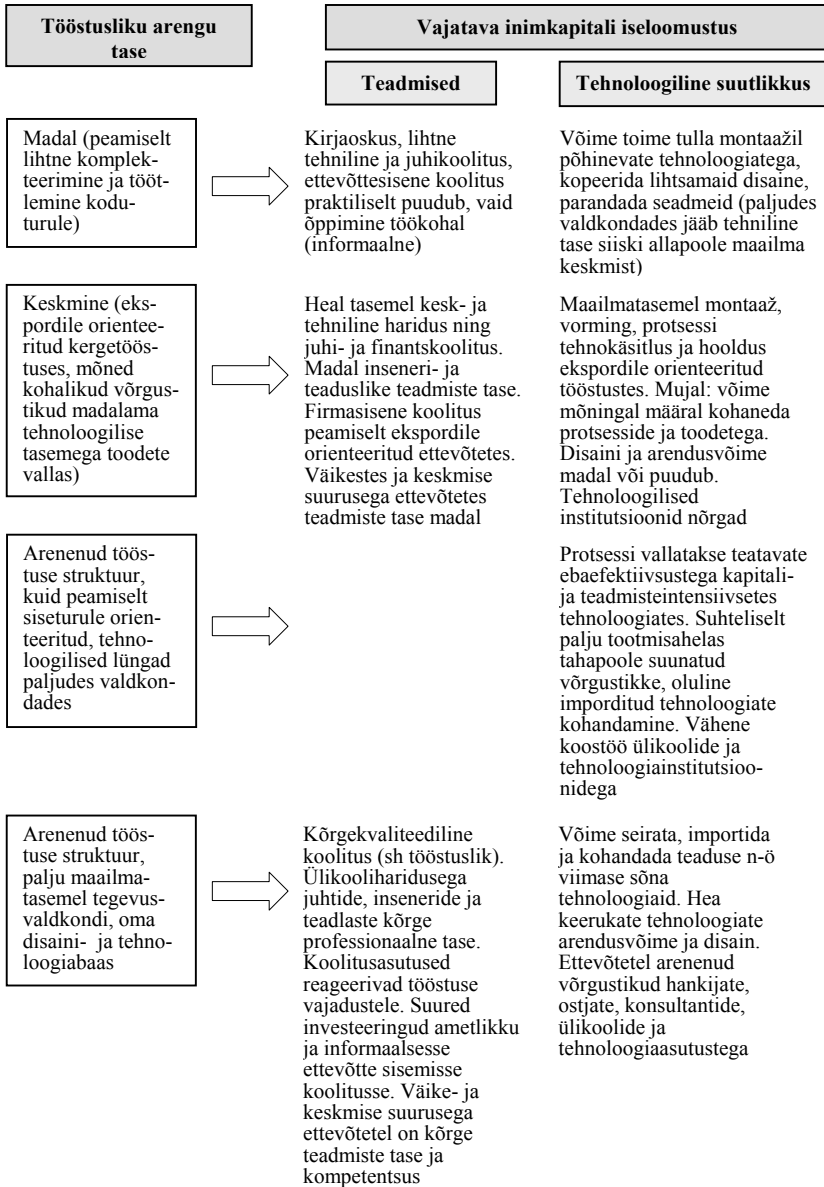 Tööstusliku arengu
tase
Vajatava inimkapitali iseloomustus
Teadmised
Tehnoloogiline suutlikkus
Madal (peamiselt
lihtne komplek-
teerimine ja tööt-
lemine kodu-
turule)
Kirjaoskus, lihtne
tehniline ja juhikoolitus,
ettevõttesisene koolitus
praktiliselt puudub, vaid
õppimine töökohal
(informaalne)
Võime toime tulla montaažil
põhinevate tehnoloogiatega,
kopeerida lihtsamaid disaine,
parandada seadmeid (paljudes
valdkondades jääb tehniline
tase siiski allapoole maailma
keskmist)
Keskmine (eks-
pordile orientee-
ritud kergetöös-
tuses, mõned
kohalikud võrgus-
tikud madalama
tehnoloogilise
tasemega toodete
vallas)
Heal tasemel kesk- ja
tehniline haridus ning
juhi- ja finantskoolitus.
Madal inseneri- ja
teaduslike teadmiste tase.
Firmasisene koolitus
peamiselt ekspordile
orienteeritud ettevõtetes.
Väikestes ja keskmise
suurusega ettevõtetes
teadmiste tase madal
Maailmatasemel montaaž,
vorming, protsessi
tehnokäsitlus ja hooldus
ekspordile orienteeritud
tööstustes. Mujal: võime
mõningal määral kohaneda
protsesside ja toodetega.
Disaini ja arendusvõime
madal või puudub.
Tehnoloogilised
institutsioonid nõrgad
Arenenud töös-
tuse struktuur,
kuid peamiselt
siseturule orien-
teeritud, tehno-
loogilised lüngad
paljudes valdkon-
dades
Protsessi vallatakse teatavate
ebaefektiivsustega kapitali-
ja teadmisteintensiivsetes
tehnoloogiates. Suhteliselt
palju tootmisahelas
tahapoole suunatud
võrgustikke, oluline
imporditud tehnoloogiate
kohandamine. Vähene
koostöö ülikoolide ja
tehnoloogiainstitutsioo-
nidega
Arenenud töös-
tuse struktuur,
palju maailma-
tasemel tegevus-
valdkondi, oma
disaini-  ja tehno-
loogiabaas
Kõrgekvaliteediline
koolitus (sh tööstuslik).
Ülikooliharidusega
juhtide, inseneride ja
teadlaste kõrge
professionaalne tase.
Koolitusasutused
reageerivad tööstuse
vajadustele. Suured
investeeringud ametlikku
ja informaalsesse
ettevõtte sisemisse
koolitusse. Väike- ja
keskmise suurusega
ettevõtetel on kõrge
teadmiste tase ja
kompetentsus
Võime seirata, importida
ja kohandada teaduse n-ö
viimase sõna
tehnoloogiaid. Hea
keerukate tehnoloogiate
arendusvõime ja disain.
Ettevõtetel arenenud
võrgustikud hankijate,
ostjate, konsultantide,
ülikoolide ja
tehnoloogiaasutustega